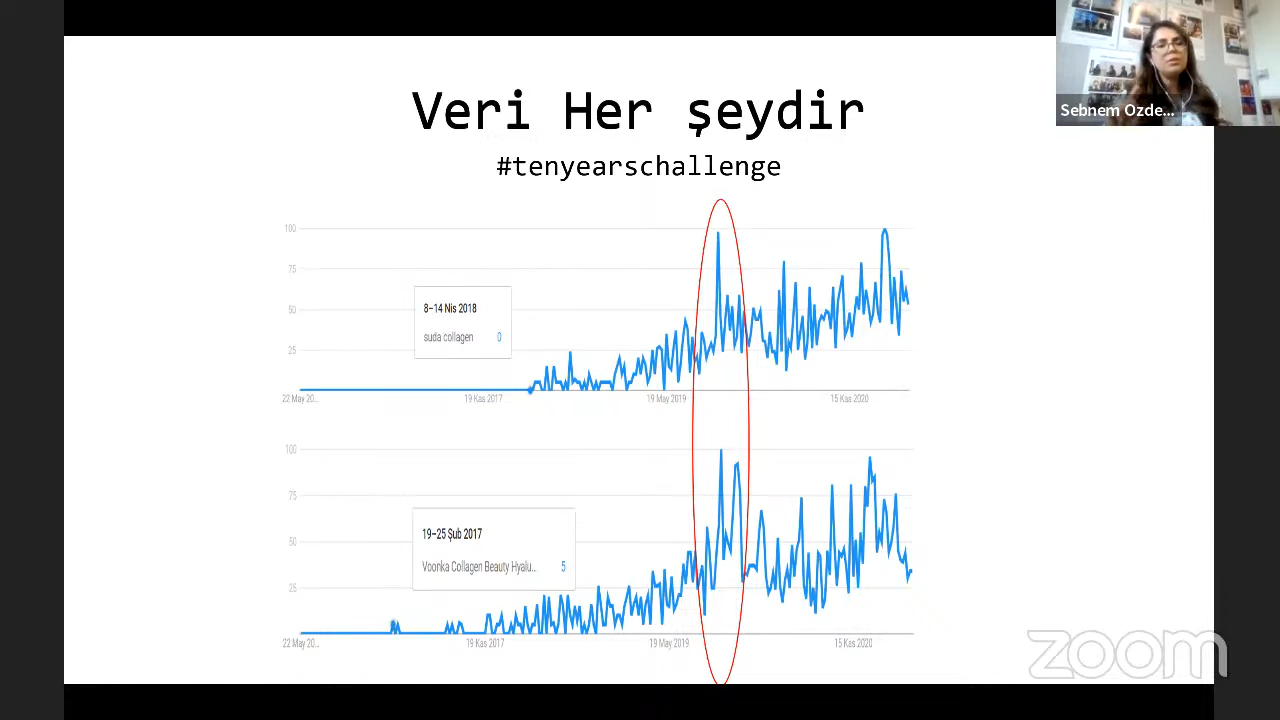 Veri Her şeydir
#tenyearschallenge
Sebnem Ozde...
100
75
50
25
8–14 Nis 2018
suda collagen 0
22 May 20... 19 Kas 2017 19 May 2019 15 Kas 2020
100
75
50
25
19–25 Şub 2017
Voonka Collagen Beauty Hyalu... 5
22 May 20... 19 Kas 2017 19 May 2019 15 Kas 2020
zoom